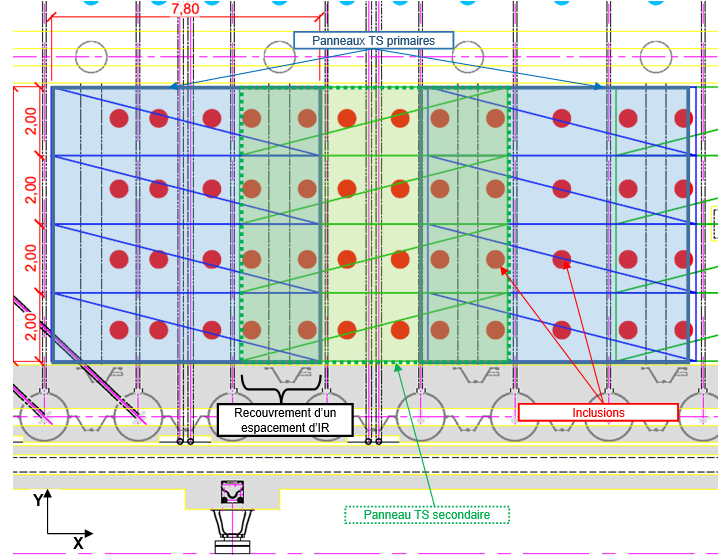 7,80
Panneaux TS primaires
2,00
2,00
2,00
2,00
Recouvrement d'un
espacement d'IR
Inclusions
Panneau TS secondaire
Y
X